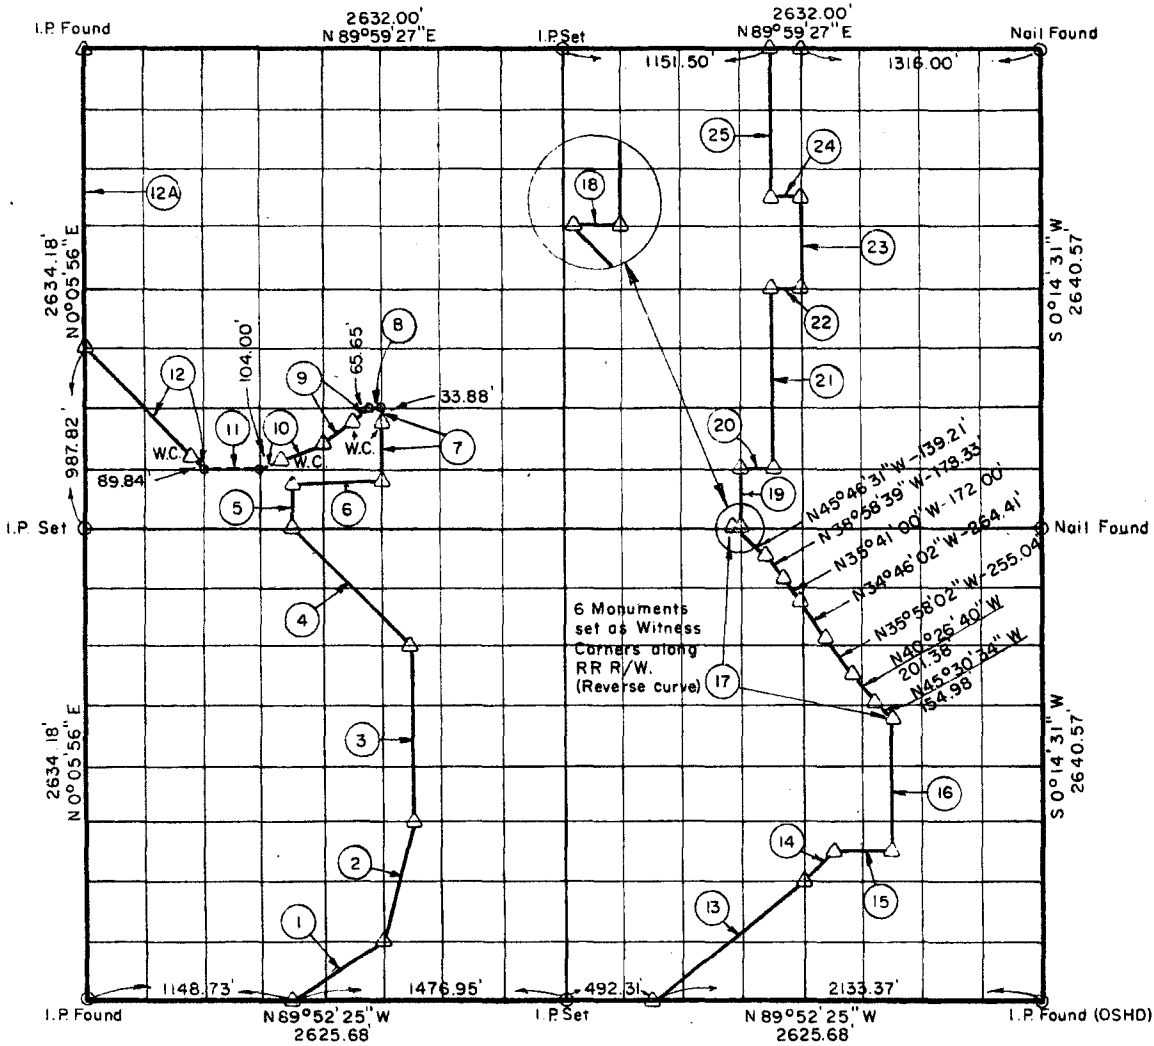 2632.00'
N 89°59'27"E
2632.00'
N 89°59'27"E
I.P. Found
I.P. Set
Nail Found
1151.50'
1316.00'
25
24
12A
18
23
2634.18'
N 0°05'56" E
S 0°14'31" W
2640.57'
22
8
65.65'
104.00'
9
33.88'
12
21
11
10
20
7
987.82'
W.C.
W.C.
W.C.
89.84'
5
6
19
I.P. Set
Nail Found
N45°46'31"W-139.21'
N38°58'39"W-178.33'
N35°41'00"W-172.00'
N34°46'02"W-264.41'
N35°58'02"W-255.04'
N40°26'40"W
201.38'
N45°30'34" W
154.98
4
6 Monuments
set as Witness
Corners along
RR R/W.
(Reverse curve)
17
3
2634.18'
N 0°05'56" E
S 0°14'31" W
2640.57'
16
2
14
15
1
13
1148.73'
1476.95'
492.31'
2133.37'
I.P. Found
N 89°52'25" W
2625.68'
I.P. Set
N 89°52'25" W
2625.68'
I.P. Found (OSHD)